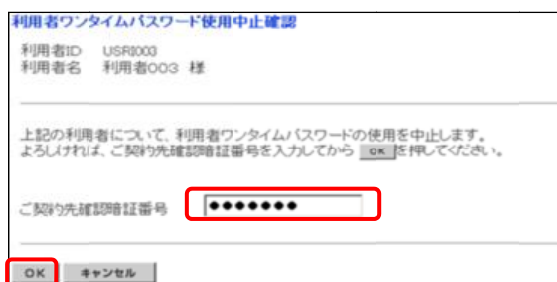 利用者ワンタイムパスワード使用中止確認
利用者ID USRI003
利用者名 利用者003 様
上記の利用者について、利用者ワンタイムパスワードの使用を中止します。
よろしければ、ご契約先確認暗証番号を入力してから OK を押してください。
ご契約先確認暗証番号 ●●●●●●●
OK キャンセル